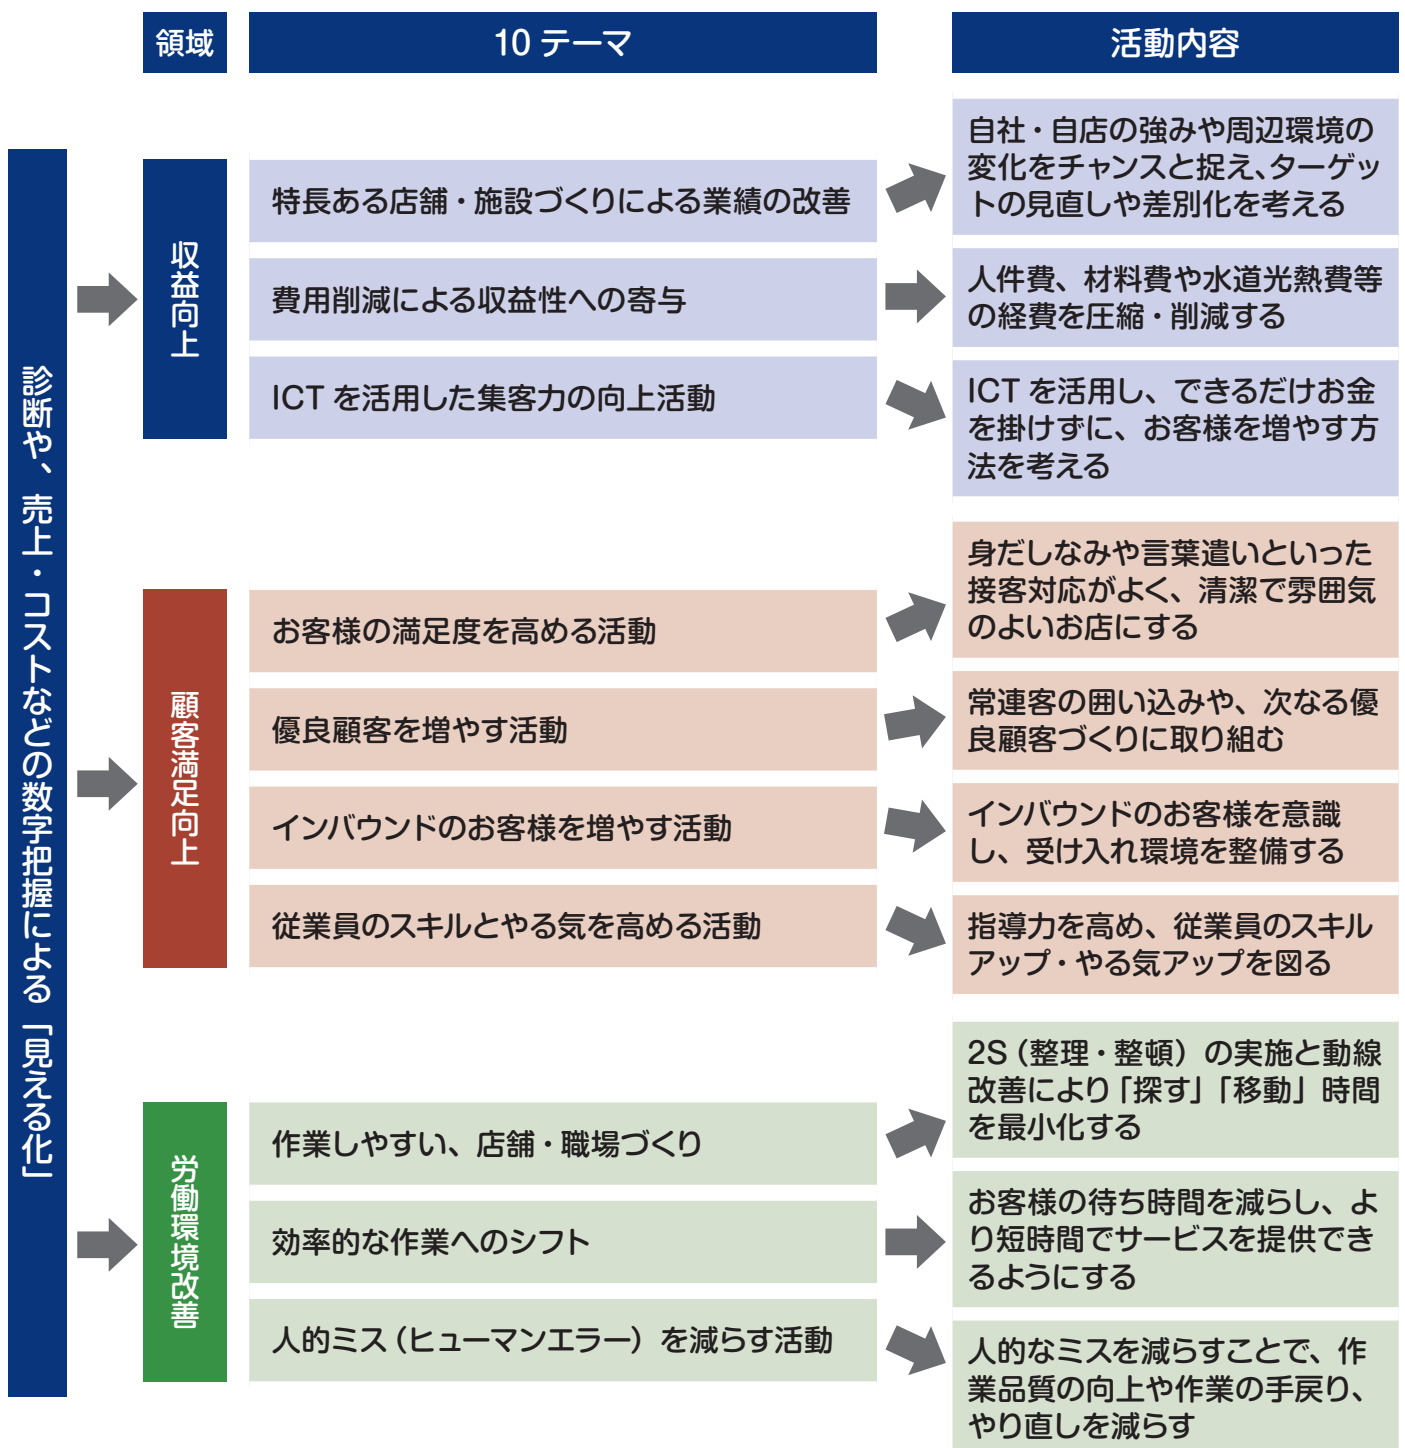 領域
10 テーマ
活動内容
診断や、売上・コストなどの数字把握による「見える化」
収益向上
特長ある店舗・施設づくりによる業績の改善
自社・自店の強みや周辺環境の
変化をチャンスと捉え、ターゲッ
トの見直しや差別化を考える
費用削減による収益性への寄与
人件費、材料費や水道光熱費等
の経費を圧縮・削減する
ICT を活用した集客力の向上活動
ICT を活用し、できるだけお金
を掛けずに、お客様を増やす方
法を考える
顧客満足向上
お客様の満足度を高める活動
身だしなみや言葉遣いといった
接客対応がよく、清潔で雰囲気
のよいお店にする
優良顧客を増やす活動
常連客の囲い込みや、次なる優
良顧客づくりに取り組む
インバウンドのお客様を増やす活動
インバウンドのお客様を意識
し、受け入れ環境を整備する
従業員のスキルとやる気を高める活動
指導力を高め、従業員のスキル
アップ・やる気アップを図る
労働環境改善
作業しやすい、店舗・職場づくり
2S（整理・整頓）の実施と動線
改善により「探す」「移動」時間
を最小化する
効率的な作業へのシフト
お客様の待ち時間を減らし、よ
り短時間でサービスを提供でき
るようにする
人的ミス（ヒューマンエラー）を減らす活動
人的なミスを減らすことで、作
業品質の向上や作業の手戻り、
やり直しを減らす